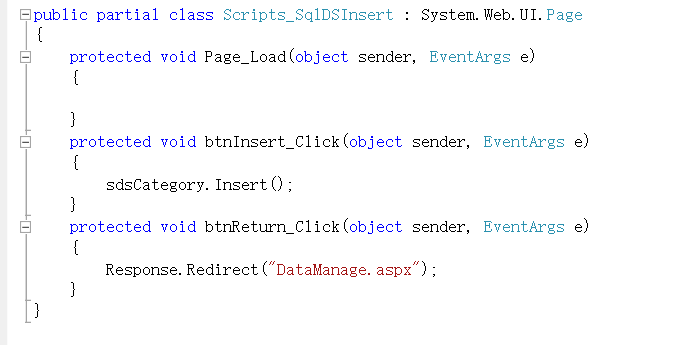 public partial class Scripts_SqlDSInsert : System.Web.UI.Page
{
    protected void Page_Load(object sender, EventArgs e)
    {

    }
    protected void btnInsert_Click(object sender, EventArgs e)
    {
        sdsCategory.Insert();
    }
    protected void btnReturn_Click(object sender, EventArgs e)
    {
        Response.Redirect("DataManage.aspx");
    }
}